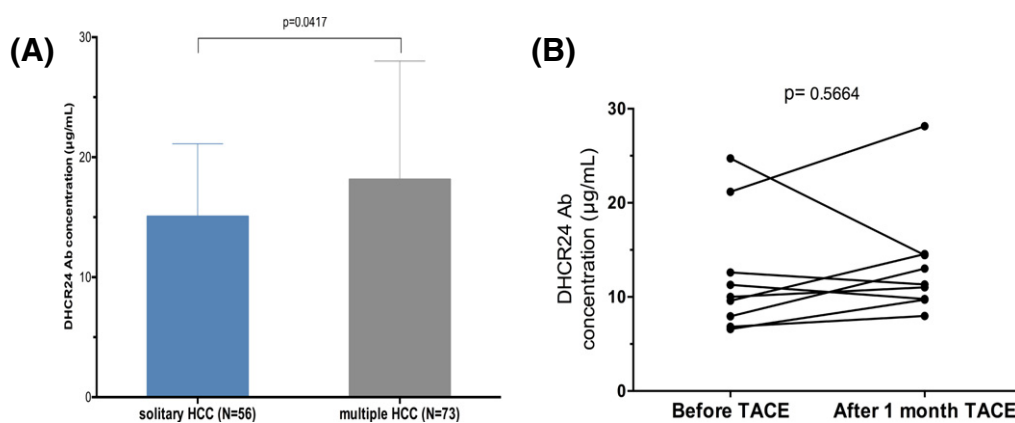 (A)
p=0.0417
DHCR24 Ab concentration (µg/mL)
30
20
10
0
solitary HCC (N=56)
multiple HCC (N=73)
(B)
p= 0.5664
DHCR24 Ab
concentration (µg/mL)
30
20
10
0
Before TACE
After 1 month TACE